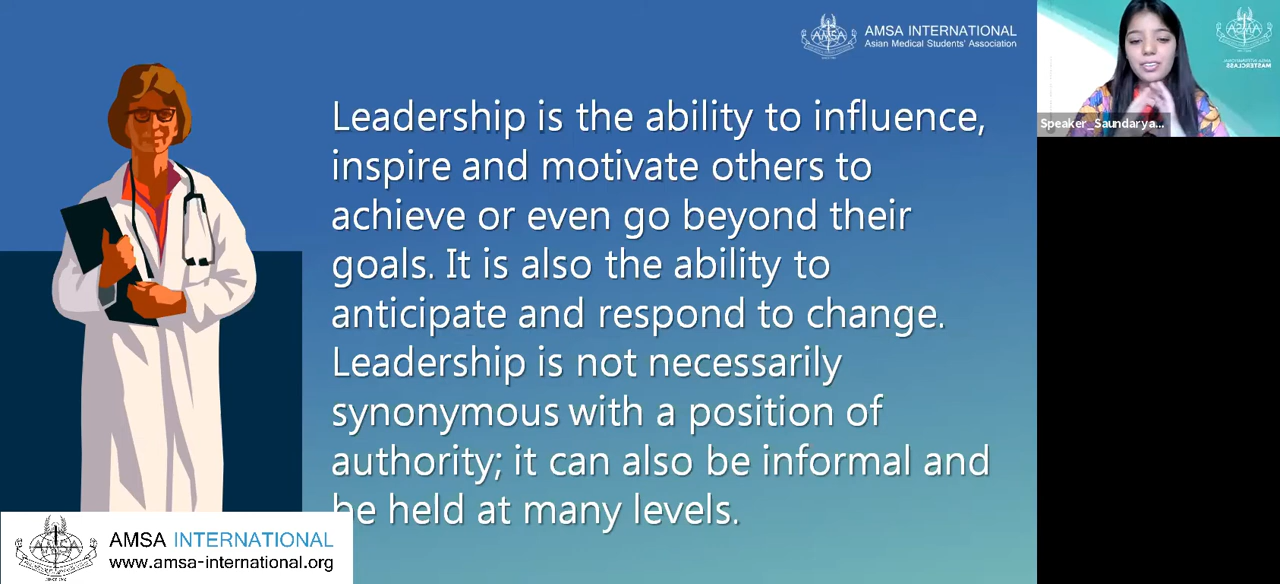 AMSA INTERNATIONAL
Asian Medical Students' Association
Leadership is the ability to influence,
inspire and motivate others to
achieve or even go beyond their
goals. It is also the ability to
anticipate and respond to change.
Leadership is not necessarily
synonymous with a position of
authority; it can also be informal and
be held at many levels.
AMSA INTERNATIONAL
www.amsa-international.org
Speaker_Saundarya...
AMSA
MASTERCLASS